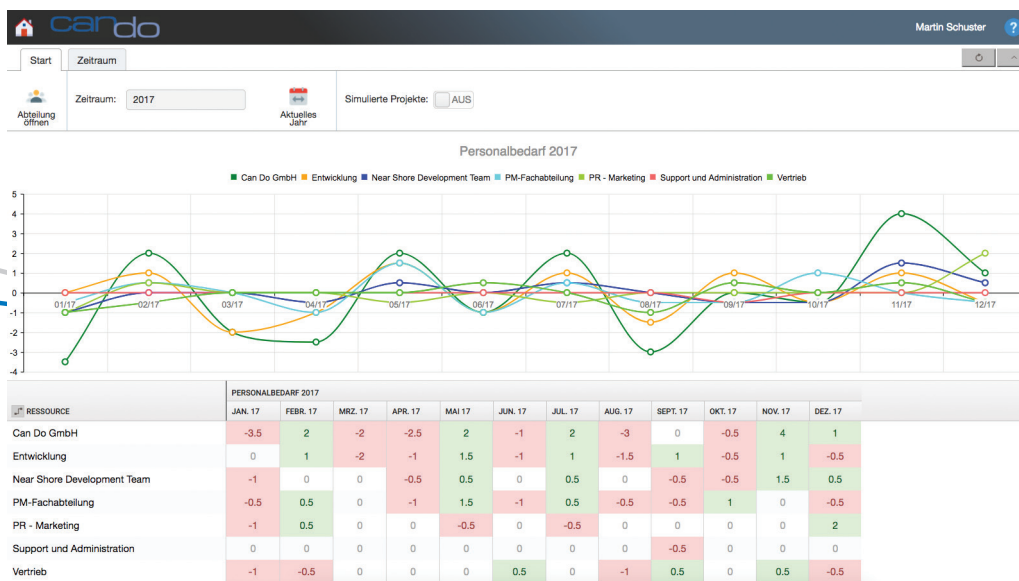 can do
Martin Schuster ?
Start Zeitraum
Abteilung öffnen
Zeitraum: 2017
Aktuelles Jahr
Simulierte Projekte: AUS
Personalbedarf 2017
Can Do GmbH Entwicklung Near Shore Development Team PM-Fachabteilung PR - Marketing Support und Administration Vertrieb
5
4
3
2
1
0
-1
-2
-3
-4
01/17 02/17 03/17 04/17 05/17 06/17 07/17 08/17 09/17 10/17 11/17 12/17
PERSONALBEDARF 2017
RESSOURCE JAN. 17 FEBR. 17 MRZ. 17 APR. 17 MAI 17 JUN. 17 JUL. 17 AUG. 17 SEPT. 17 OKT. 17 NOV. 17 DEZ. 17
Can Do GmbH -3.5 2 -2 -2.5 2 -1 2 -3 0 -0.5 4 1
Entwicklung 0 1 -2 -1 1.5 -1 1 -1.5 1 -0.5 1 -0.5
Near Shore Development Team -1 0 0 -0.5 0.5 0 0.5 0 -0.5 -0.5 1.5 0.5
PM-Fachabteilung -0.5 0.5 0 -1 1.5 -1 0.5 -0.5 -0.5 1 0 -0.5
PR - Marketing -1 0.5 0 0 -0.5 0 -0.5 0 0 0 0 2
Support und Administration 0 0 0 0 0 0 0 0 -0.5 0 0 0
Vertrieb -1 -0.5 0 0 0 0.5 0 -1 0.5 0 0.5 -0.5